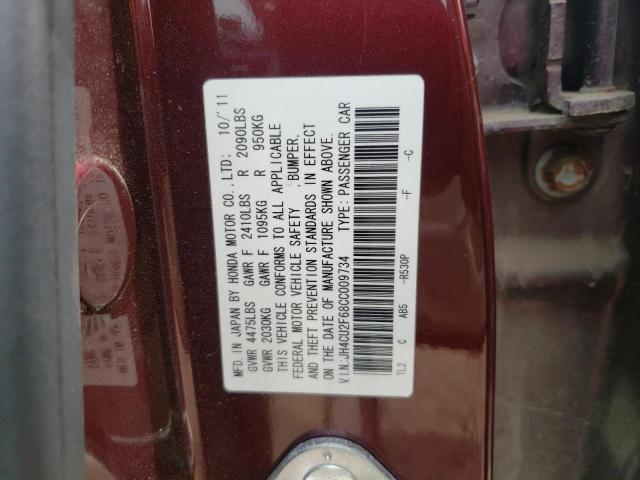 MFD. IN JAPAN BY HONDA MOTOR CO.,LTD; 10/'11
GVWR 4475LBS GAWR F 2410LBS R 2090LBS
GVWR 2030KG GAWR F 1095KG R 950KG
THIS VEHICLE CONFORMS TO ALL APPLICABLE
FEDERAL MOTOR VEHICLE SAFETY ,BUMPER,
AND THEFT PREVENTION STANDARDS IN EFFECT
ON THE DATE OF MANUFACTURE SHOWN ABOVE.
V.I.N:JH4CU2F68CC009734 TYPE: PASSENGER CAR
TL2 C AB5 -R530P -F -C